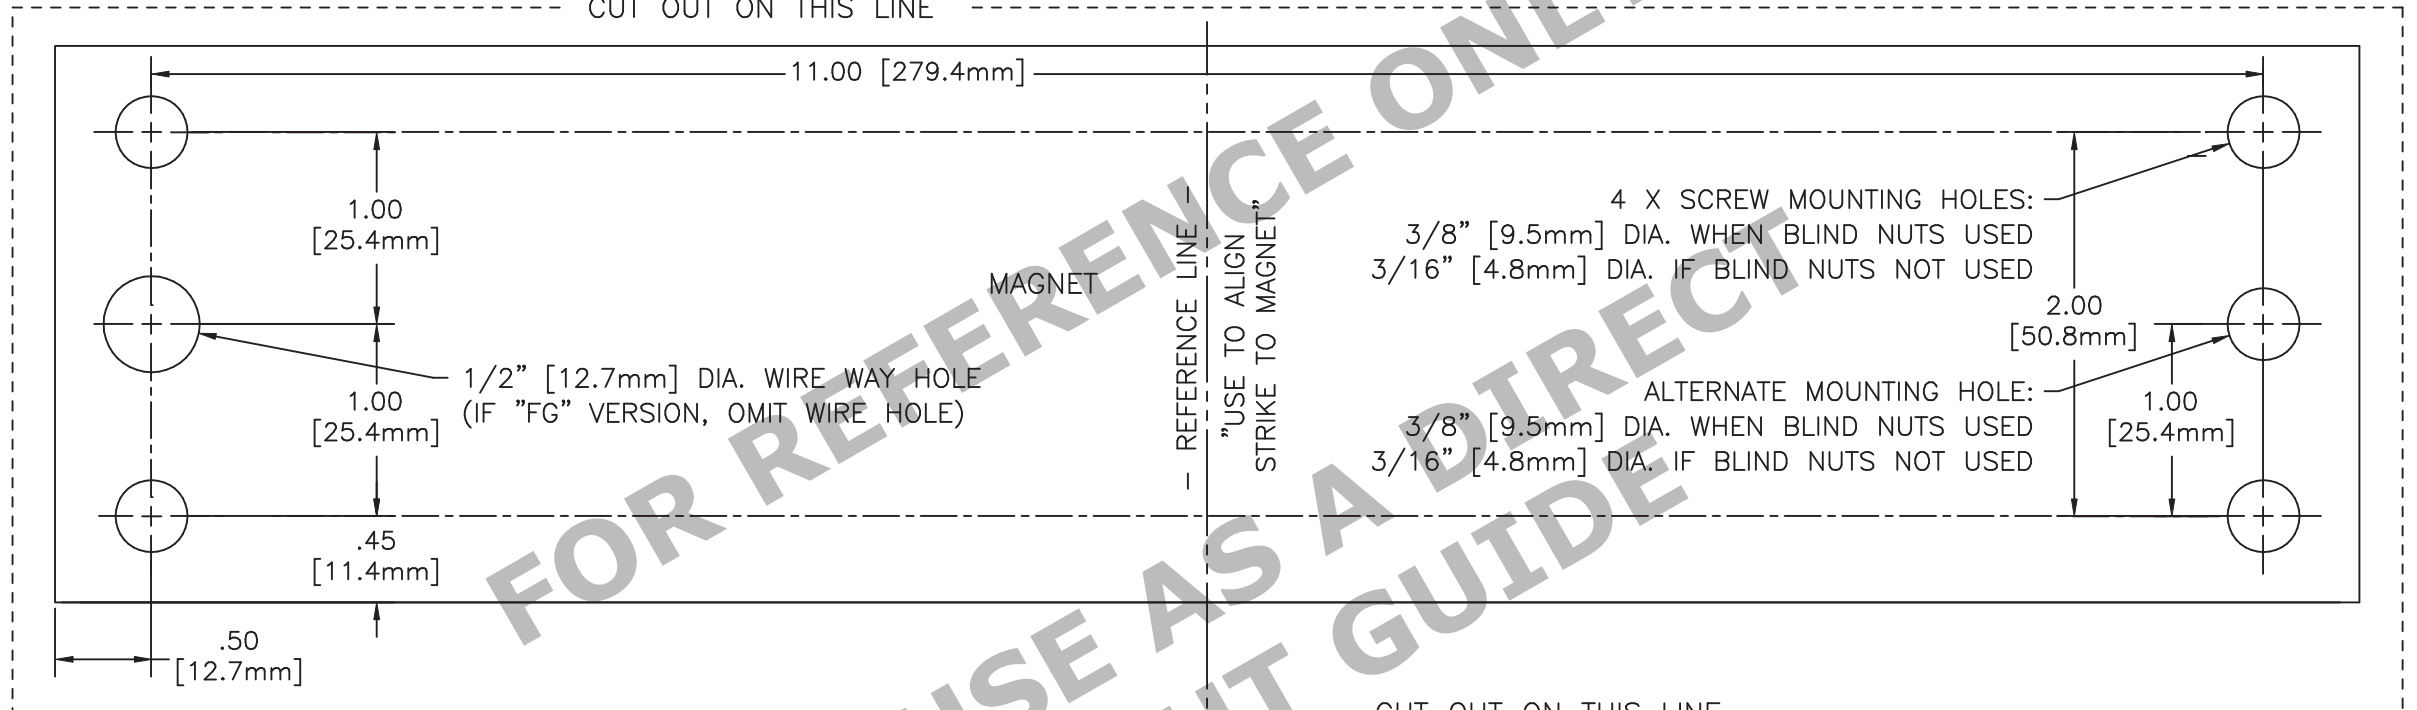 CUT OUT ON THIS LINE
11.00 [279.4mm]
1.00
[25.4mm]
MAGNET
1/2” [12.7mm] DIA. WIRE WAY HOLE
(IF ”FG” VERSION, OMIT WIRE HOLE)
1.00
[25.4mm]
.45
[11.4mm]
.50
[12.7mm]
— REFERENCE LINE —
”USE TO ALIGN
STRIKE TO MAGNET”
4 X SCREW MOUNTING HOLES:
3/8” [9.5mm] DIA. WHEN BLIND NUTS USED
3/16” [4.8mm] DIA. IF BLIND NUTS NOT USED
2.00
[50.8mm]
ALTERNATE MOUNTING HOLE:
3/8” [9.5mm] DIA. WHEN BLIND NUTS USED
3/16” [4.8mm] DIA. IF BLIND NUTS NOT USED
1.00
[25.4mm]
FOR REFERENCE ONLY
USE AS A DIRECT
GUIDE
CUT OUT ON THIS LINE